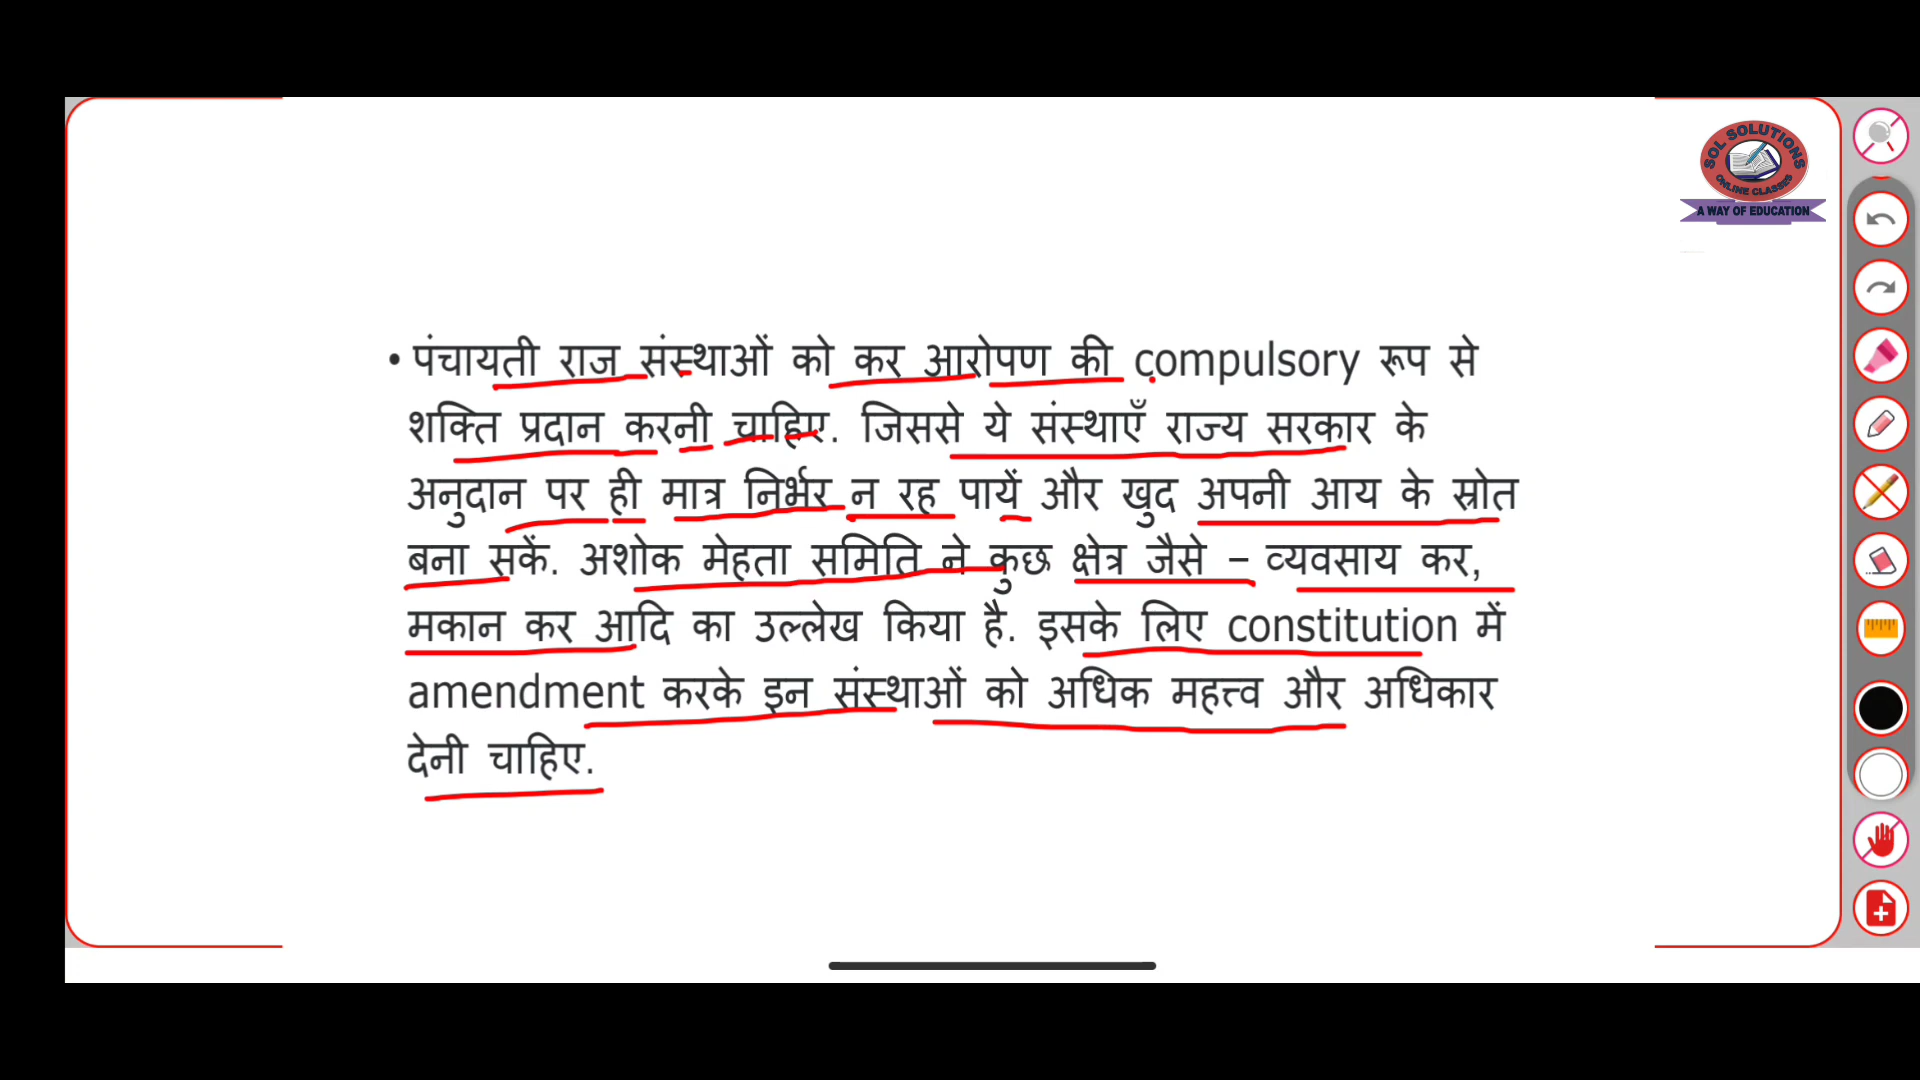 SOL SOLUTIONS
ONLINE CLASSES
A WAY OF EDUCATION
• पंचायती राज संस्थाओं को कर आरोपण की compulsory रूप से
शक्ति प्रदान करनी चाहिए. जिससे ये संस्थाएँ राज्य सरकार के
अनुदान पर ही मात्र निर्भर न रह पायें और खुद अपनी आय के स्रोत
बना सकें. अशोक मेहता समिति ने कुछ क्षेत्र जैसे – व्यवसाय कर,
मकान कर आदि का उल्लेख किया है. इसके लिए constitution में
amendment करके इन संस्थाओं को अधिक महत्त्व और अधिकार
देनी चाहिए.